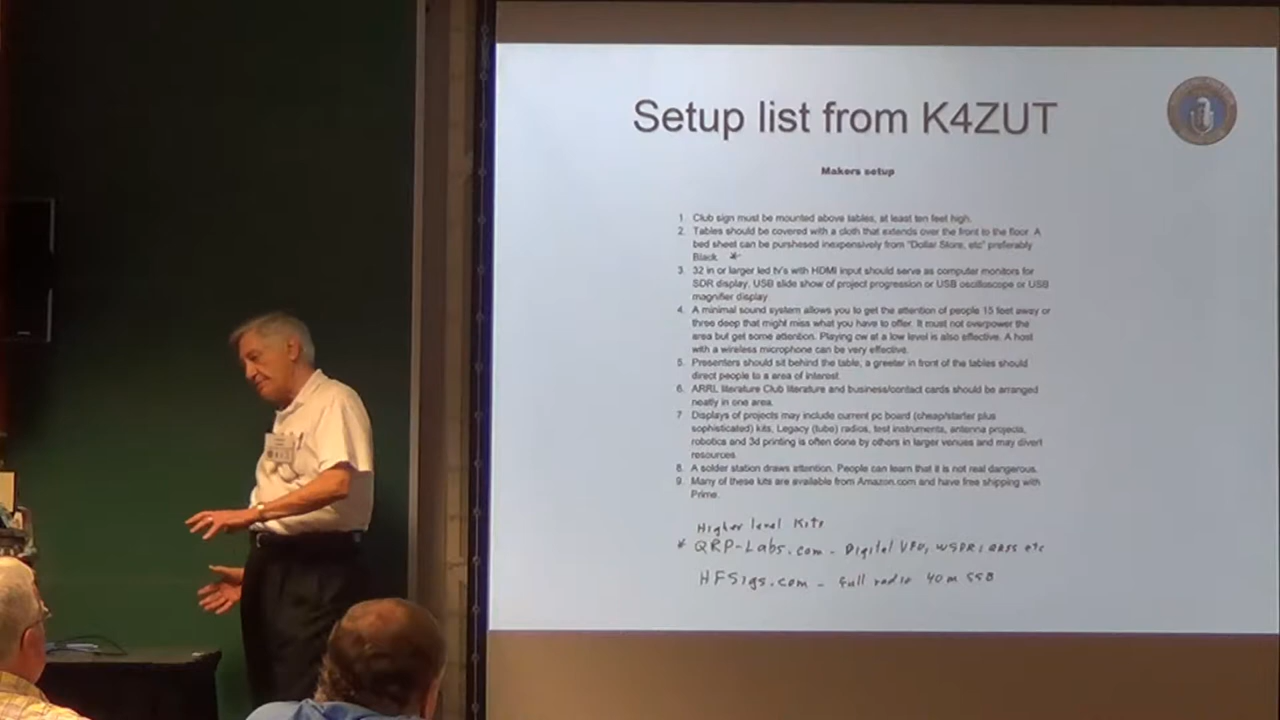 Setup list from K4ZUT
Makers setup
1. Club sign must be mounted above tables, at least ten feet high.
2. Tables should be covered with a cloth that extends over the front to the floor. A
bed sheet can be purshesed inexpensively from "Dollar Store, etc" preferably
Black.
3. 32 in or larger led tv's with HDMI input should serve as computer monitors for
SDR display, USB slide show of project progression or USB oscilloscope or USB
magnifier display
4. A minimal sound system allows you to get the attention of people 15 feet away or
three deep that might miss what you have to offer. It must not overpower the
area but get some attention. Playing cw at a low level is also effective. A host
with a wireless microphone can be very effective.
5. Presenters should sit behind the table, a greeter in front of the tables should
direct people to a area of interest.
6. ARRL literature Club literature and business/contact cards should be arranged
neatly in one area.
7 Displays of projects may include current pc board (cheap/starter plus
sophisticated) kits, Legacy (tube) radios, test instruments, antenna projects,
robotics and 3d printing is often done by others in larger venues and may divert
resources.
8. A solder station draws attention. People can learn that it is not real dangerous.
9. Many of these kits are available from Amazon.com and have free shipping with
Prime.
Higher level Kits
* QRP-Labs.com - Digital VFO, WSPR, QRSS etc
HFSigs.com - full radio 40m SSB